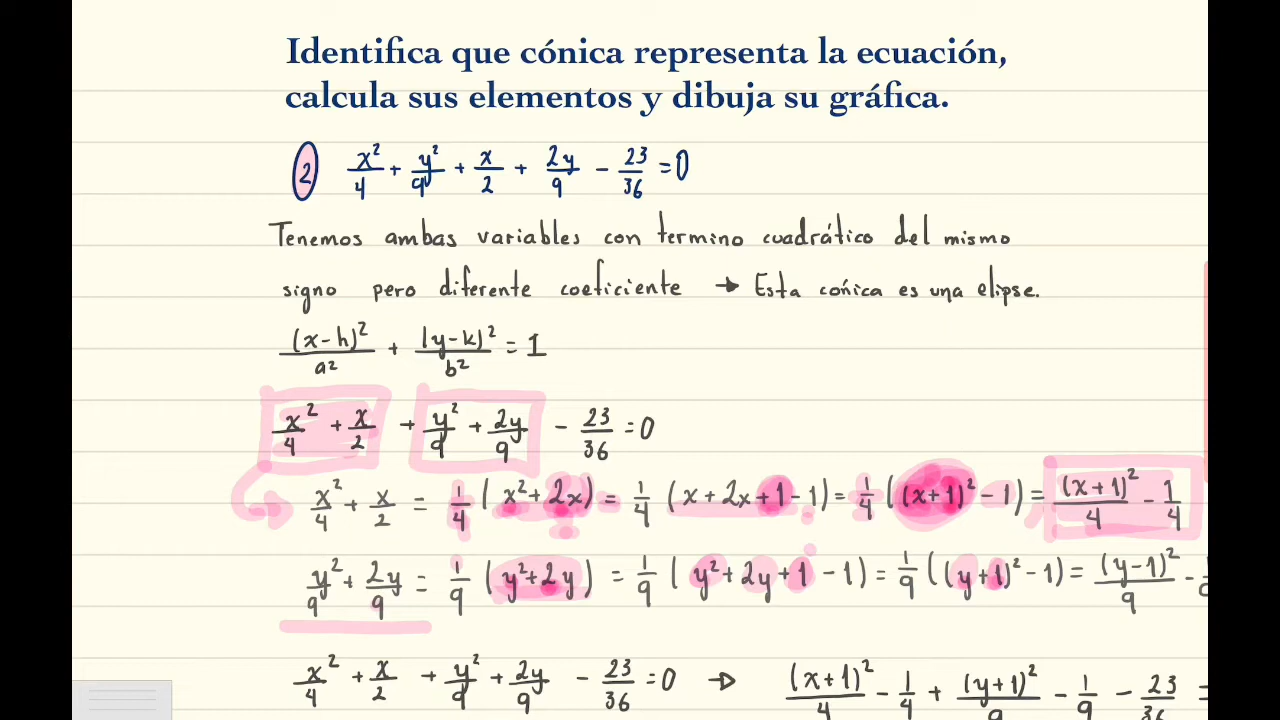 Identifica que cónica representa la ecuación,
calcula sus elementos y dibuja su gráfica.
2 x²/4 + y²/9 + x/2 + 2y/9 - 23/36 = 0
Tenemos ambas variables con termino cuadrático del mismo
signo pero diferente coeficiente → Esta cónica es una elipse.
(x-h)²/a² + (y-k)²/b² = 1
x²/4 + x/2 + y²/9 + 2y/9 - 23/36 = 0
x²/4 + x/2 = 1/4 (x² + 2x) = 1/4 (x + 2x + 1 - 1) = 1/4 ((x+1)² - 1) = (x+1)²/4 - 1/4
y²/9 + 2y/9 = 1/9 (y² + 2y) = 1/9 (y² + 2y + 1 - 1) = 1/9 ((y+1)² - 1) = (y-1)²/9 -
x²/4 + x/2 + y²/9 + 2y/9 - 23/36 = 0 → (x+1)²/4 - 1/4 + (y+1)²/9 - 1/9 - 23/36 =